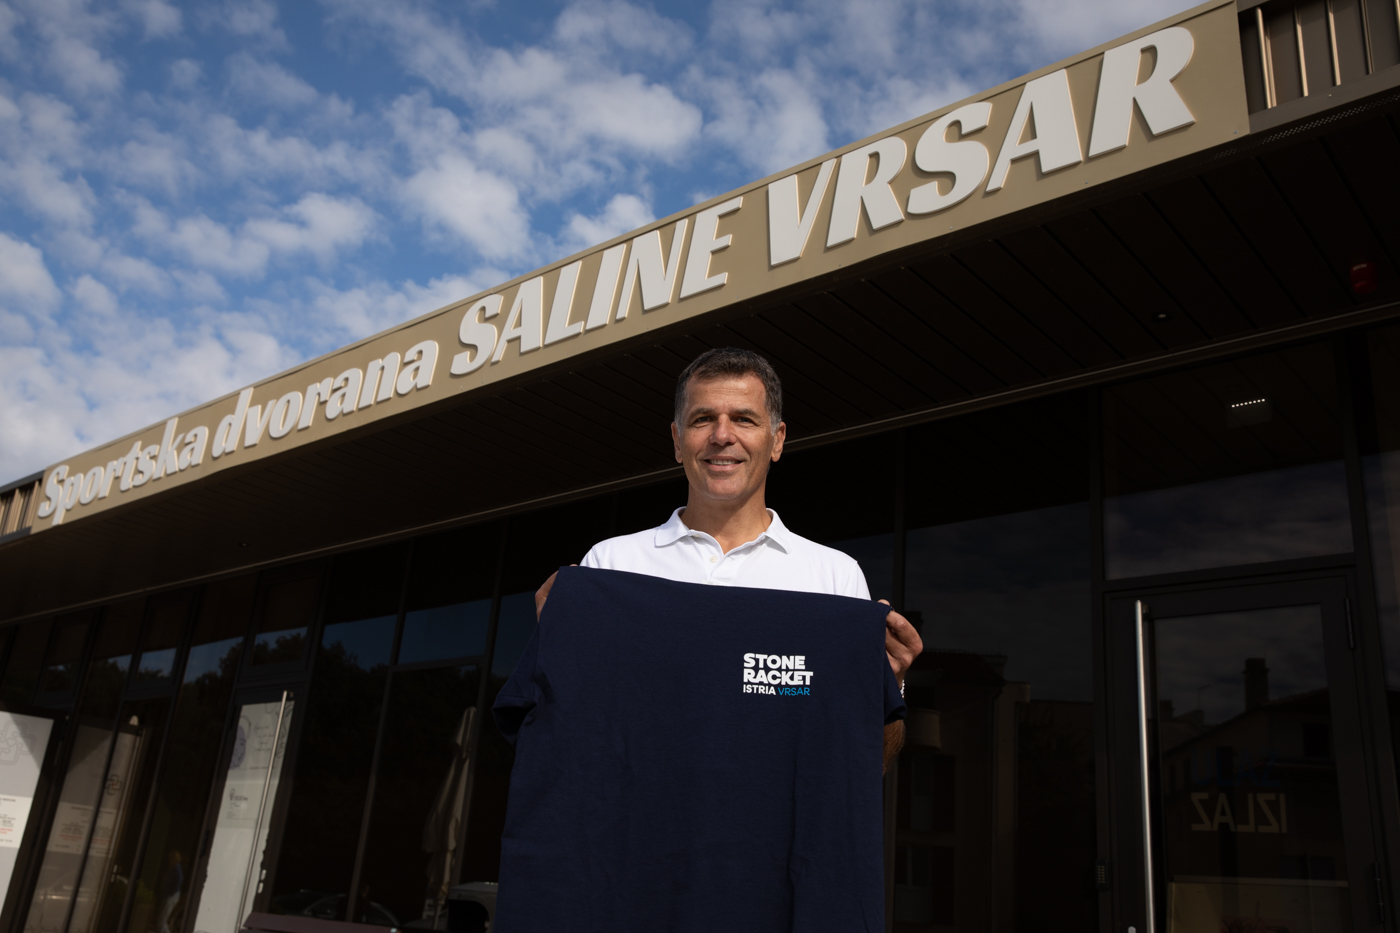 Sportska dvorana SALINE VRSAR
STONE
RACKET
ISTRIA VRSAR
IZLAZ